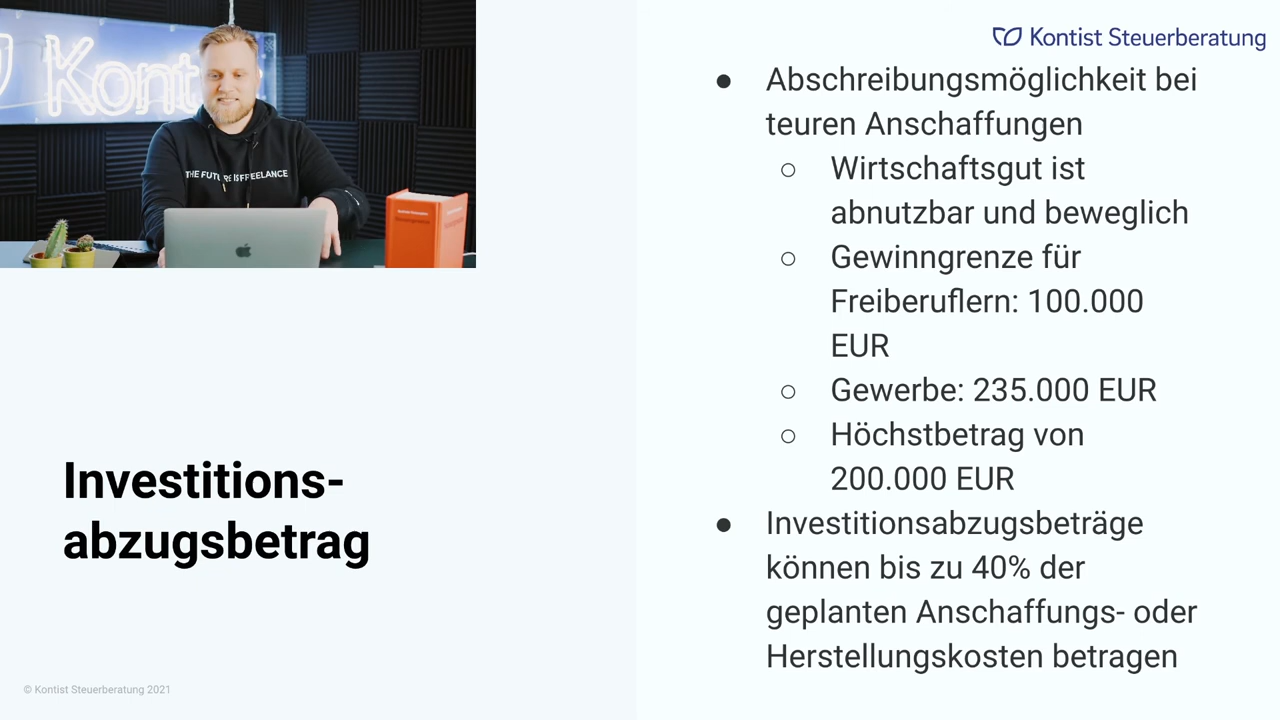 Kont
THE FUTURE IS FREELANCE
Kontist Steuerberatung
Investitions-
abzugsbetrag
● Abschreibungsmöglichkeit bei
teuren Anschaffungen
○ Wirtschaftsgut ist
abnutzbar und beweglich
○ Gewinngrenze für
Freiberuflern: 100.000
EUR
○ Gewerbe: 235.000 EUR
○ Höchstbetrag von
200.000 EUR
● Investitionsabzugsbeträge
können bis zu 40% der
geplanten Anschaffungs- oder
Herstellungskosten betragen
© Kontist Steuerberatung 2021